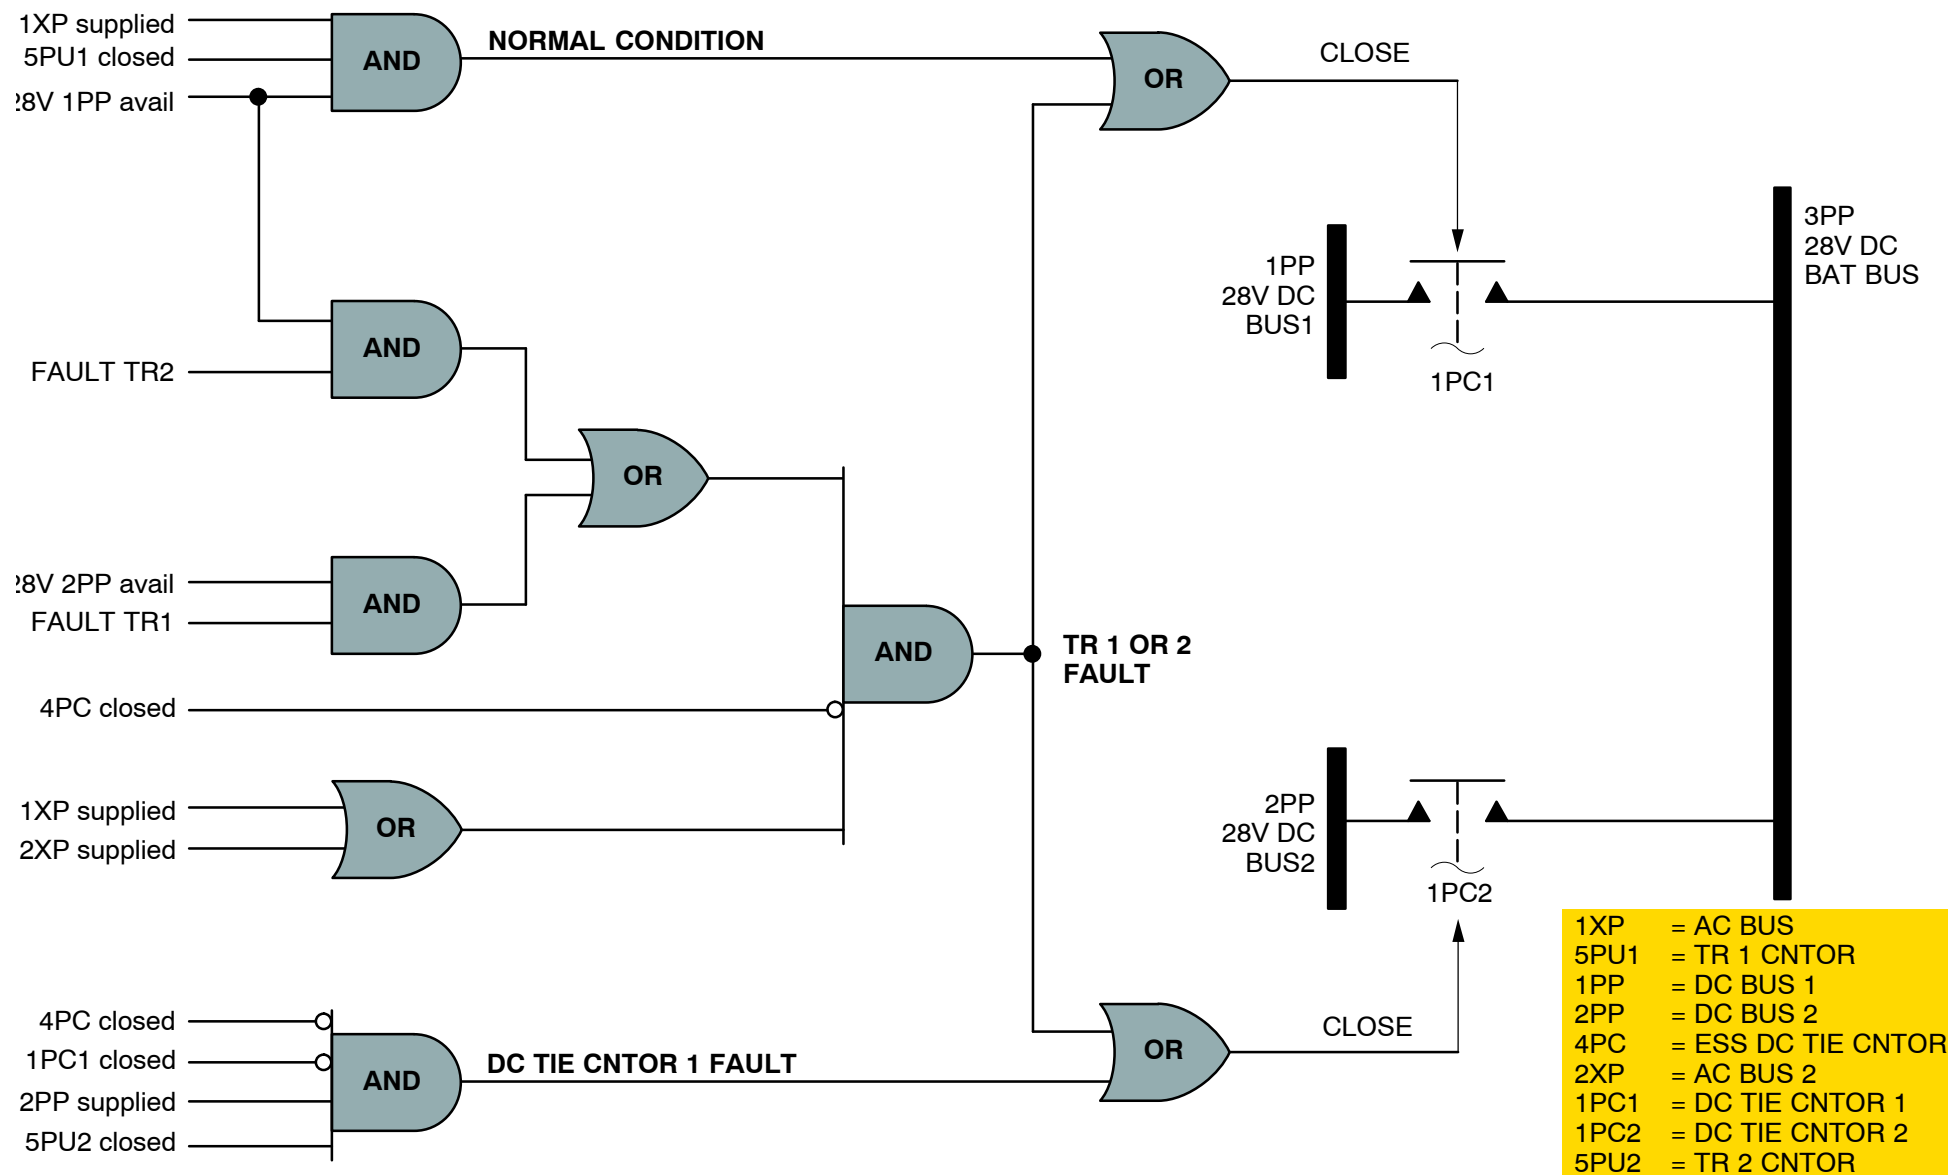 1XP supplied
5PU1 closed
28V 1PP avail
AND
NORMAL CONDITION
OR
CLOSE
FAULT TR2
AND
OR
28V 2PP avail
FAULT TR1
AND
4PC closed
AND
TR 1 OR 2
FAULT
1XP supplied
2XP supplied
OR
4PC closed
1PC1 closed
2PP supplied
5PU2 closed
AND
DC TIE CNTOR 1 FAULT
OR
CLOSE
1PP
28V DC
BUS1
1PC1
3PP
28V DC
BAT BUS
2PP
28V DC
BUS2
1PC2
1XP = AC BUS
5PU1 = TR 1 CNTOR
1PP = DC BUS 1
2PP = DC BUS 2
4PC = ESS DC TIE CNTOR
2XP = AC BUS 2
1PC1 = DC TIE CNTOR 1
1PC2 = DC TIE CNTOR 2
5PU2 = TR 2 CNTOR